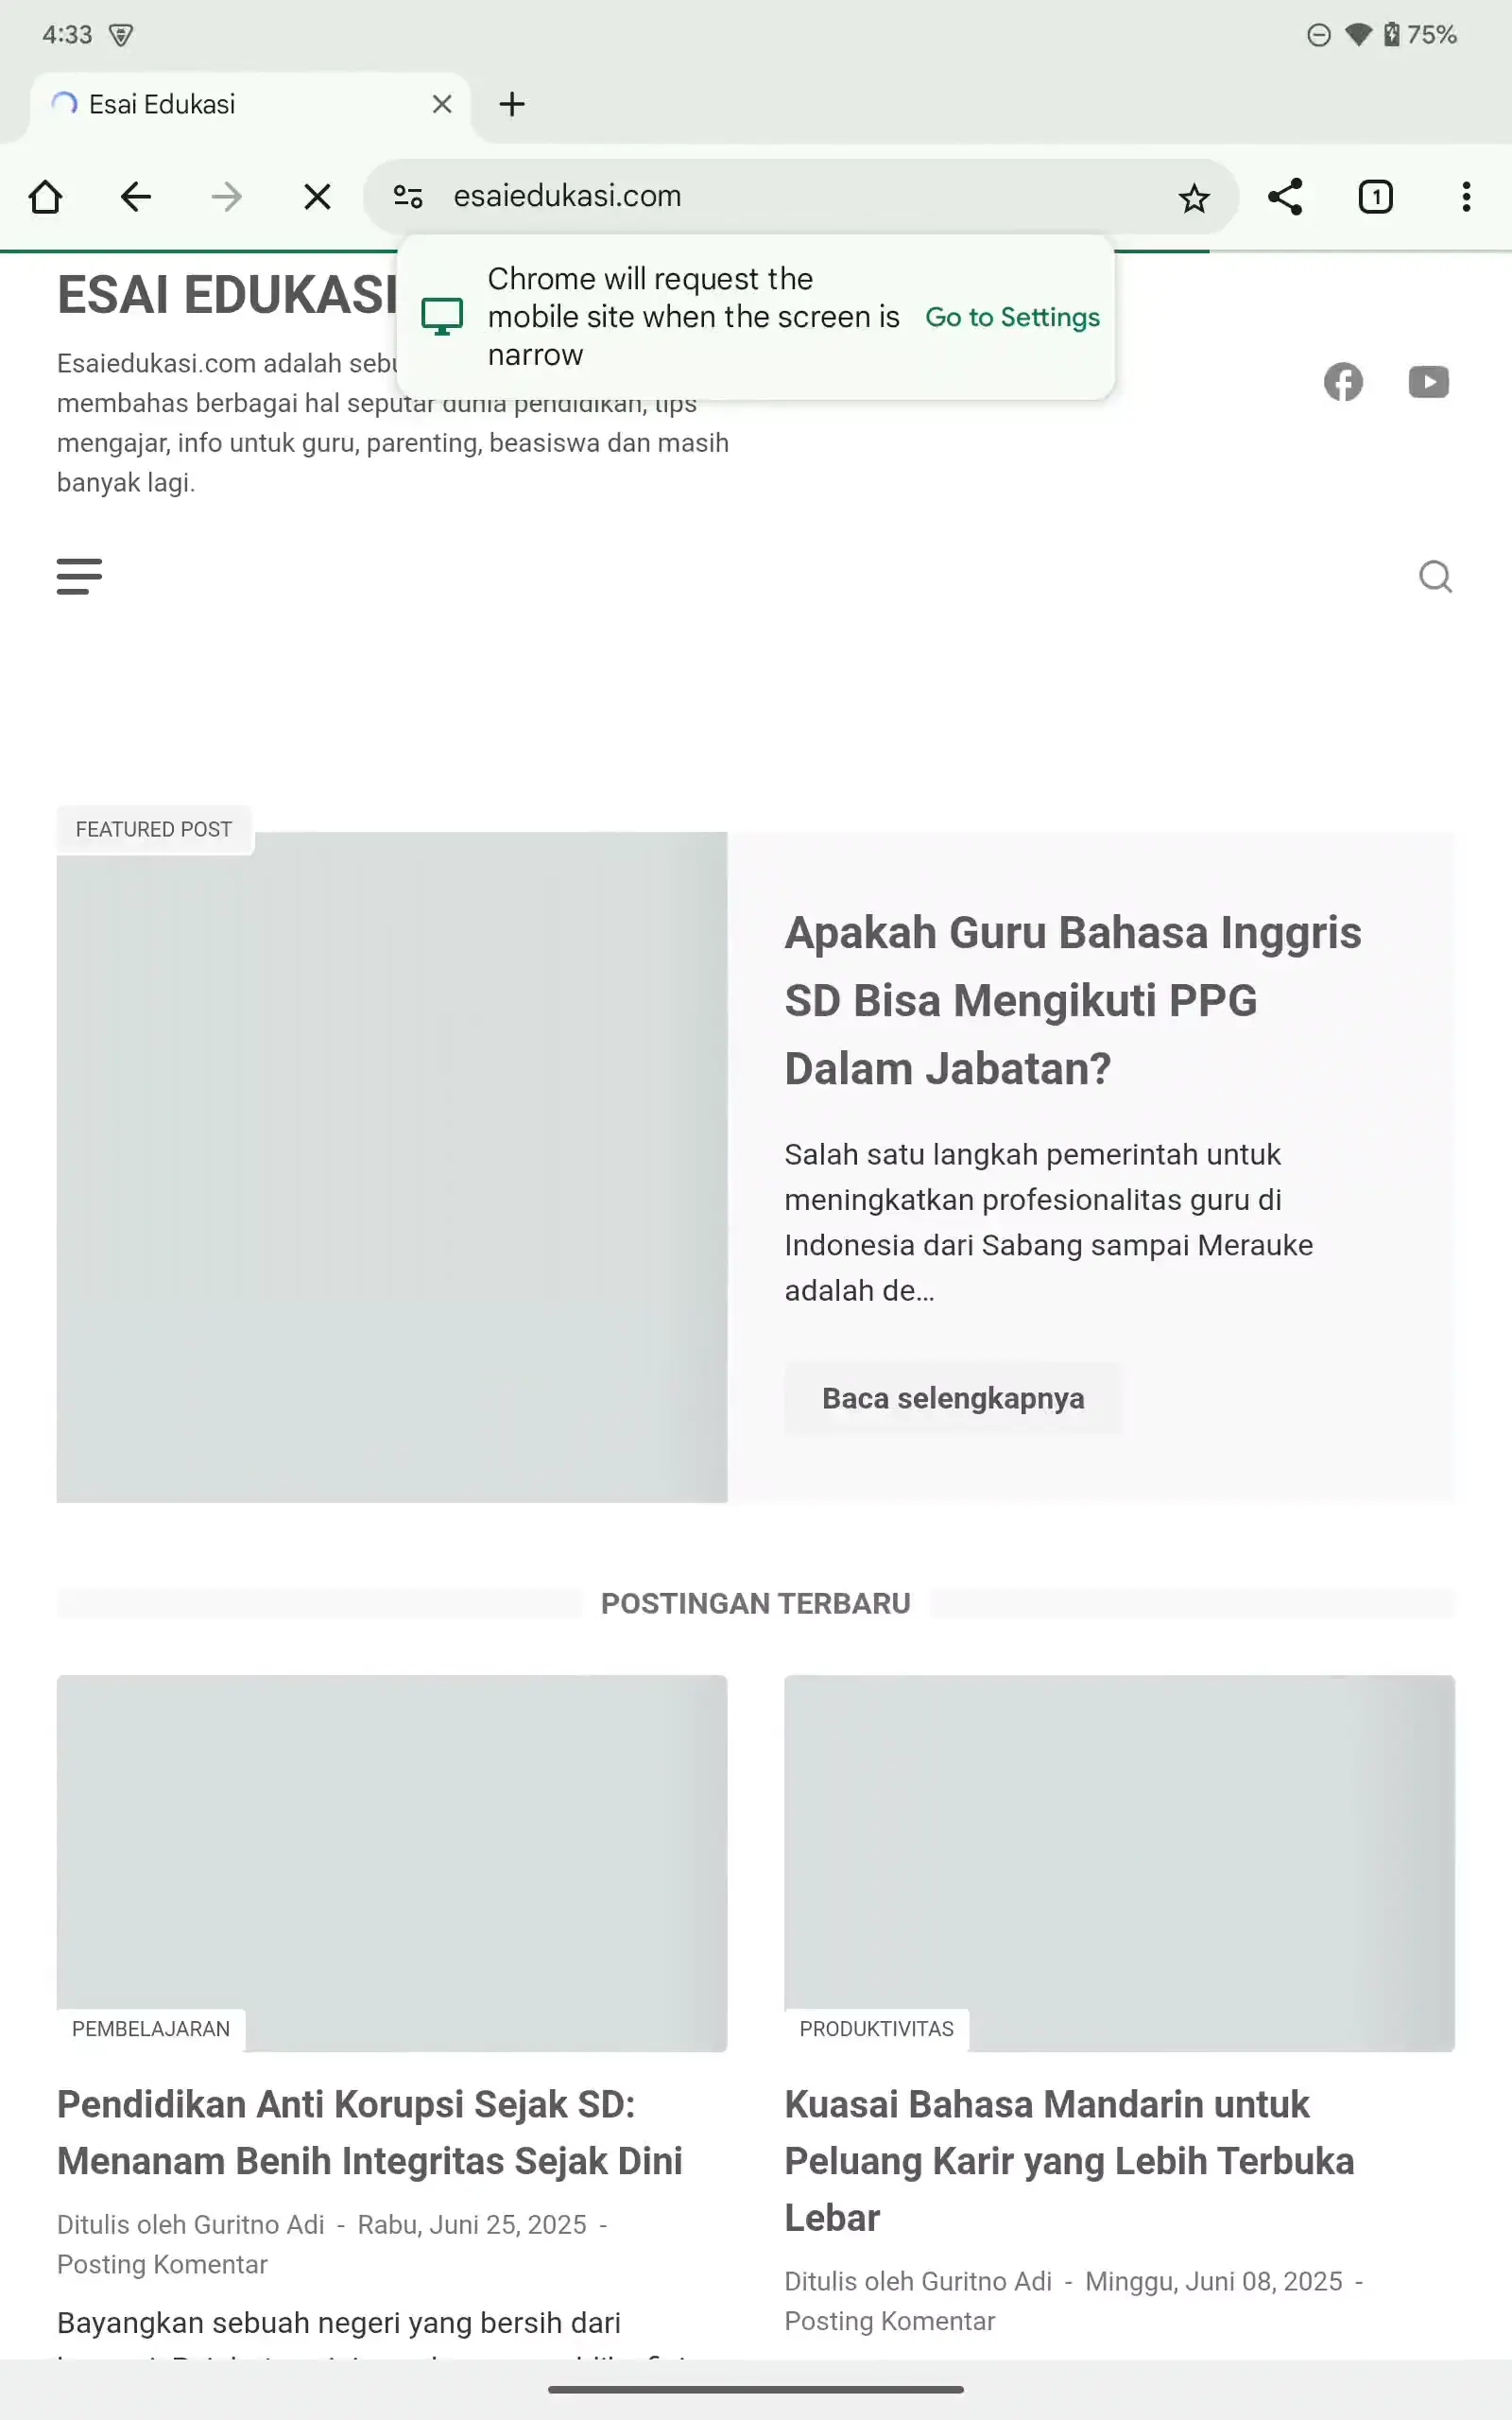 4:33
75%
Esai Edukasi
esaiedukasi.com
1
Chrome will request the
mobile site when the screen is
narrow
Go to Settings
ESAI EDUKASI
Esaiedukasi.com adalah
membahas berbagai hal seputar dunia pendidikan, tips
mengajar, info untuk guru, parenting, beasiswa dan masih
banyak lagi.
FEATURED POST
Apakah Guru Bahasa Inggris
SD Bisa Mengikuti PPG
Dalam Jabatan?
Salah satu langkah pemerintah untuk
meningkatkan profesionalitas guru di
Indonesia dari Sabang sampai Merauke
adalah de...
Baca selengkapnya
POSTINGAN TERBARU
PEMBELAJARAN
Pendidikan Anti Korupsi Sejak SD:
Menanam Benih Integritas Sejak Dini
Ditulis oleh Guritno Adi - Rabu, Juni 25, 2025 -
Posting Komentar
Bayangkan sebuah negeri yang bersih dari
PRODUKTIVITAS
Kuasai Bahasa Mandarin untuk
Peluang Karir yang Lebih Terbuka
Lebar
Ditulis oleh Guritno Adi - Minggu, Juni 08, 2025 -
Posting Komentar